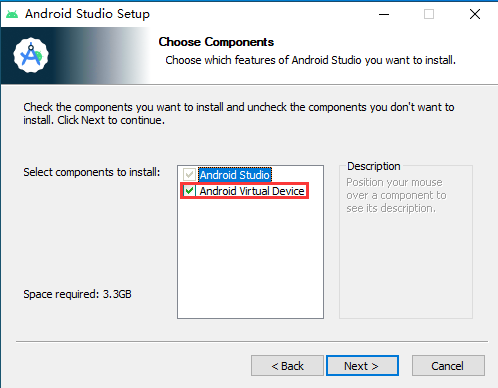 Android Studio Setup
Choose Components
Choose which features of Android Studio you want to install.
Check the components you want to install and uncheck the components you don't want to
install. Click Next to continue.
Select components to install:
Android Studio
Android Virtual Device
Description
Position your mouse
over a component to
see its description.
Space required: 3.3GB
< Back
Next >
Cancel